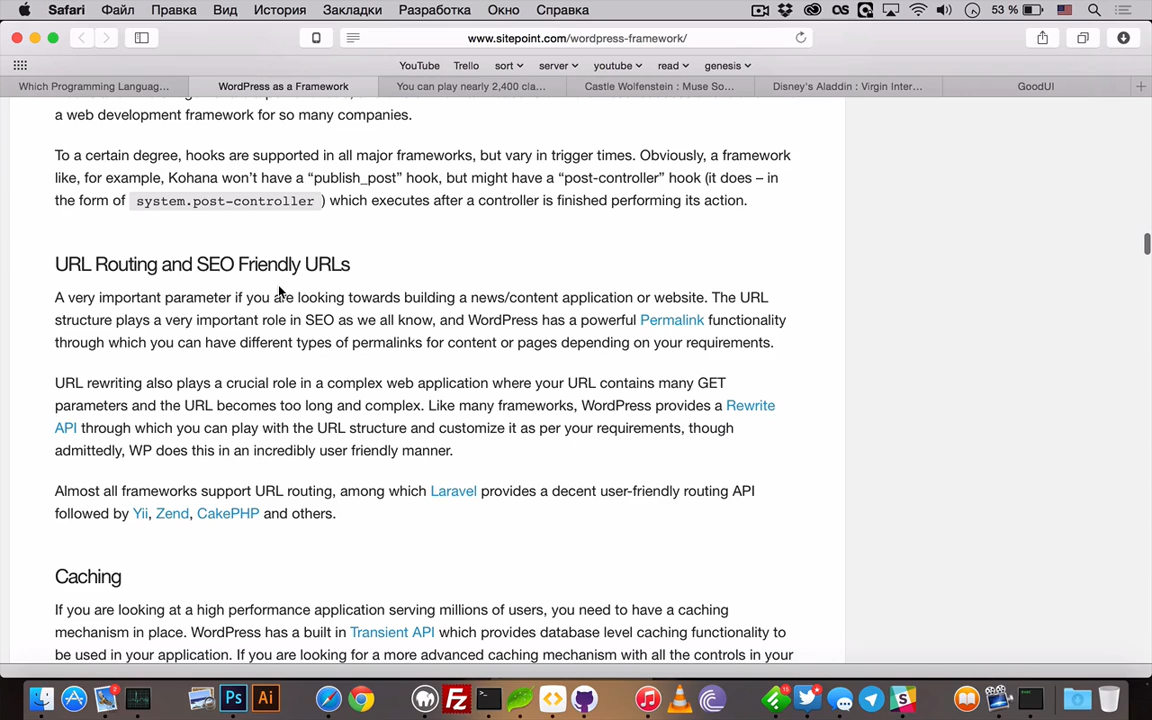 Safari Файл Правка Вид История Закладки Разработка Окно Справка 53 %
www.sitepoint.com/wordpress-framework/
YouTube Trello sort server youtube read genesis
Which Programming Languag... WordPress as a Framework You can play nearly 2,400 cla... Castle Wolfenstein : Muse So... Disney's Aladdin : Virgin Inter... GoodUI
a web development framework for so many companies.
To a certain degree, hooks are supported in all major frameworks, but vary in trigger times. Obviously, a framework
like, for example, Kohana won’t have a “publish_post” hook, but might have a “post-controller” hook (it does – in
the form of system.post-controller ) which executes after a controller is finished performing its action.
URL Routing and SEO Friendly URLs
A very important parameter if you are looking towards building a news/content application or website. The URL
structure plays a very important role in SEO as we all know, and WordPress has a powerful Permalink functionality
through which you can have different types of permalinks for content or pages depending on your requirements.
URL rewriting also plays a crucial role in a complex web application where your URL contains many GET
parameters and the URL becomes too long and complex. Like many frameworks, WordPress provides a Rewrite
API through which you can play with the URL structure and customize it as per your requirements, though
admittedly, WP does this in an incredibly user friendly manner.
Almost all frameworks support URL routing, among which Laravel provides a decent user-friendly routing API
followed by Yii, Zend, CakePHP and others.
Caching
If you are looking at a high performance application serving millions of users, you need to have a caching
mechanism in place. WordPress has a built in Transient API which provides database level caching functionality to
be used in your application. If you are looking for a more advanced caching mechanism with all the controls in your
Ps Ai Fz